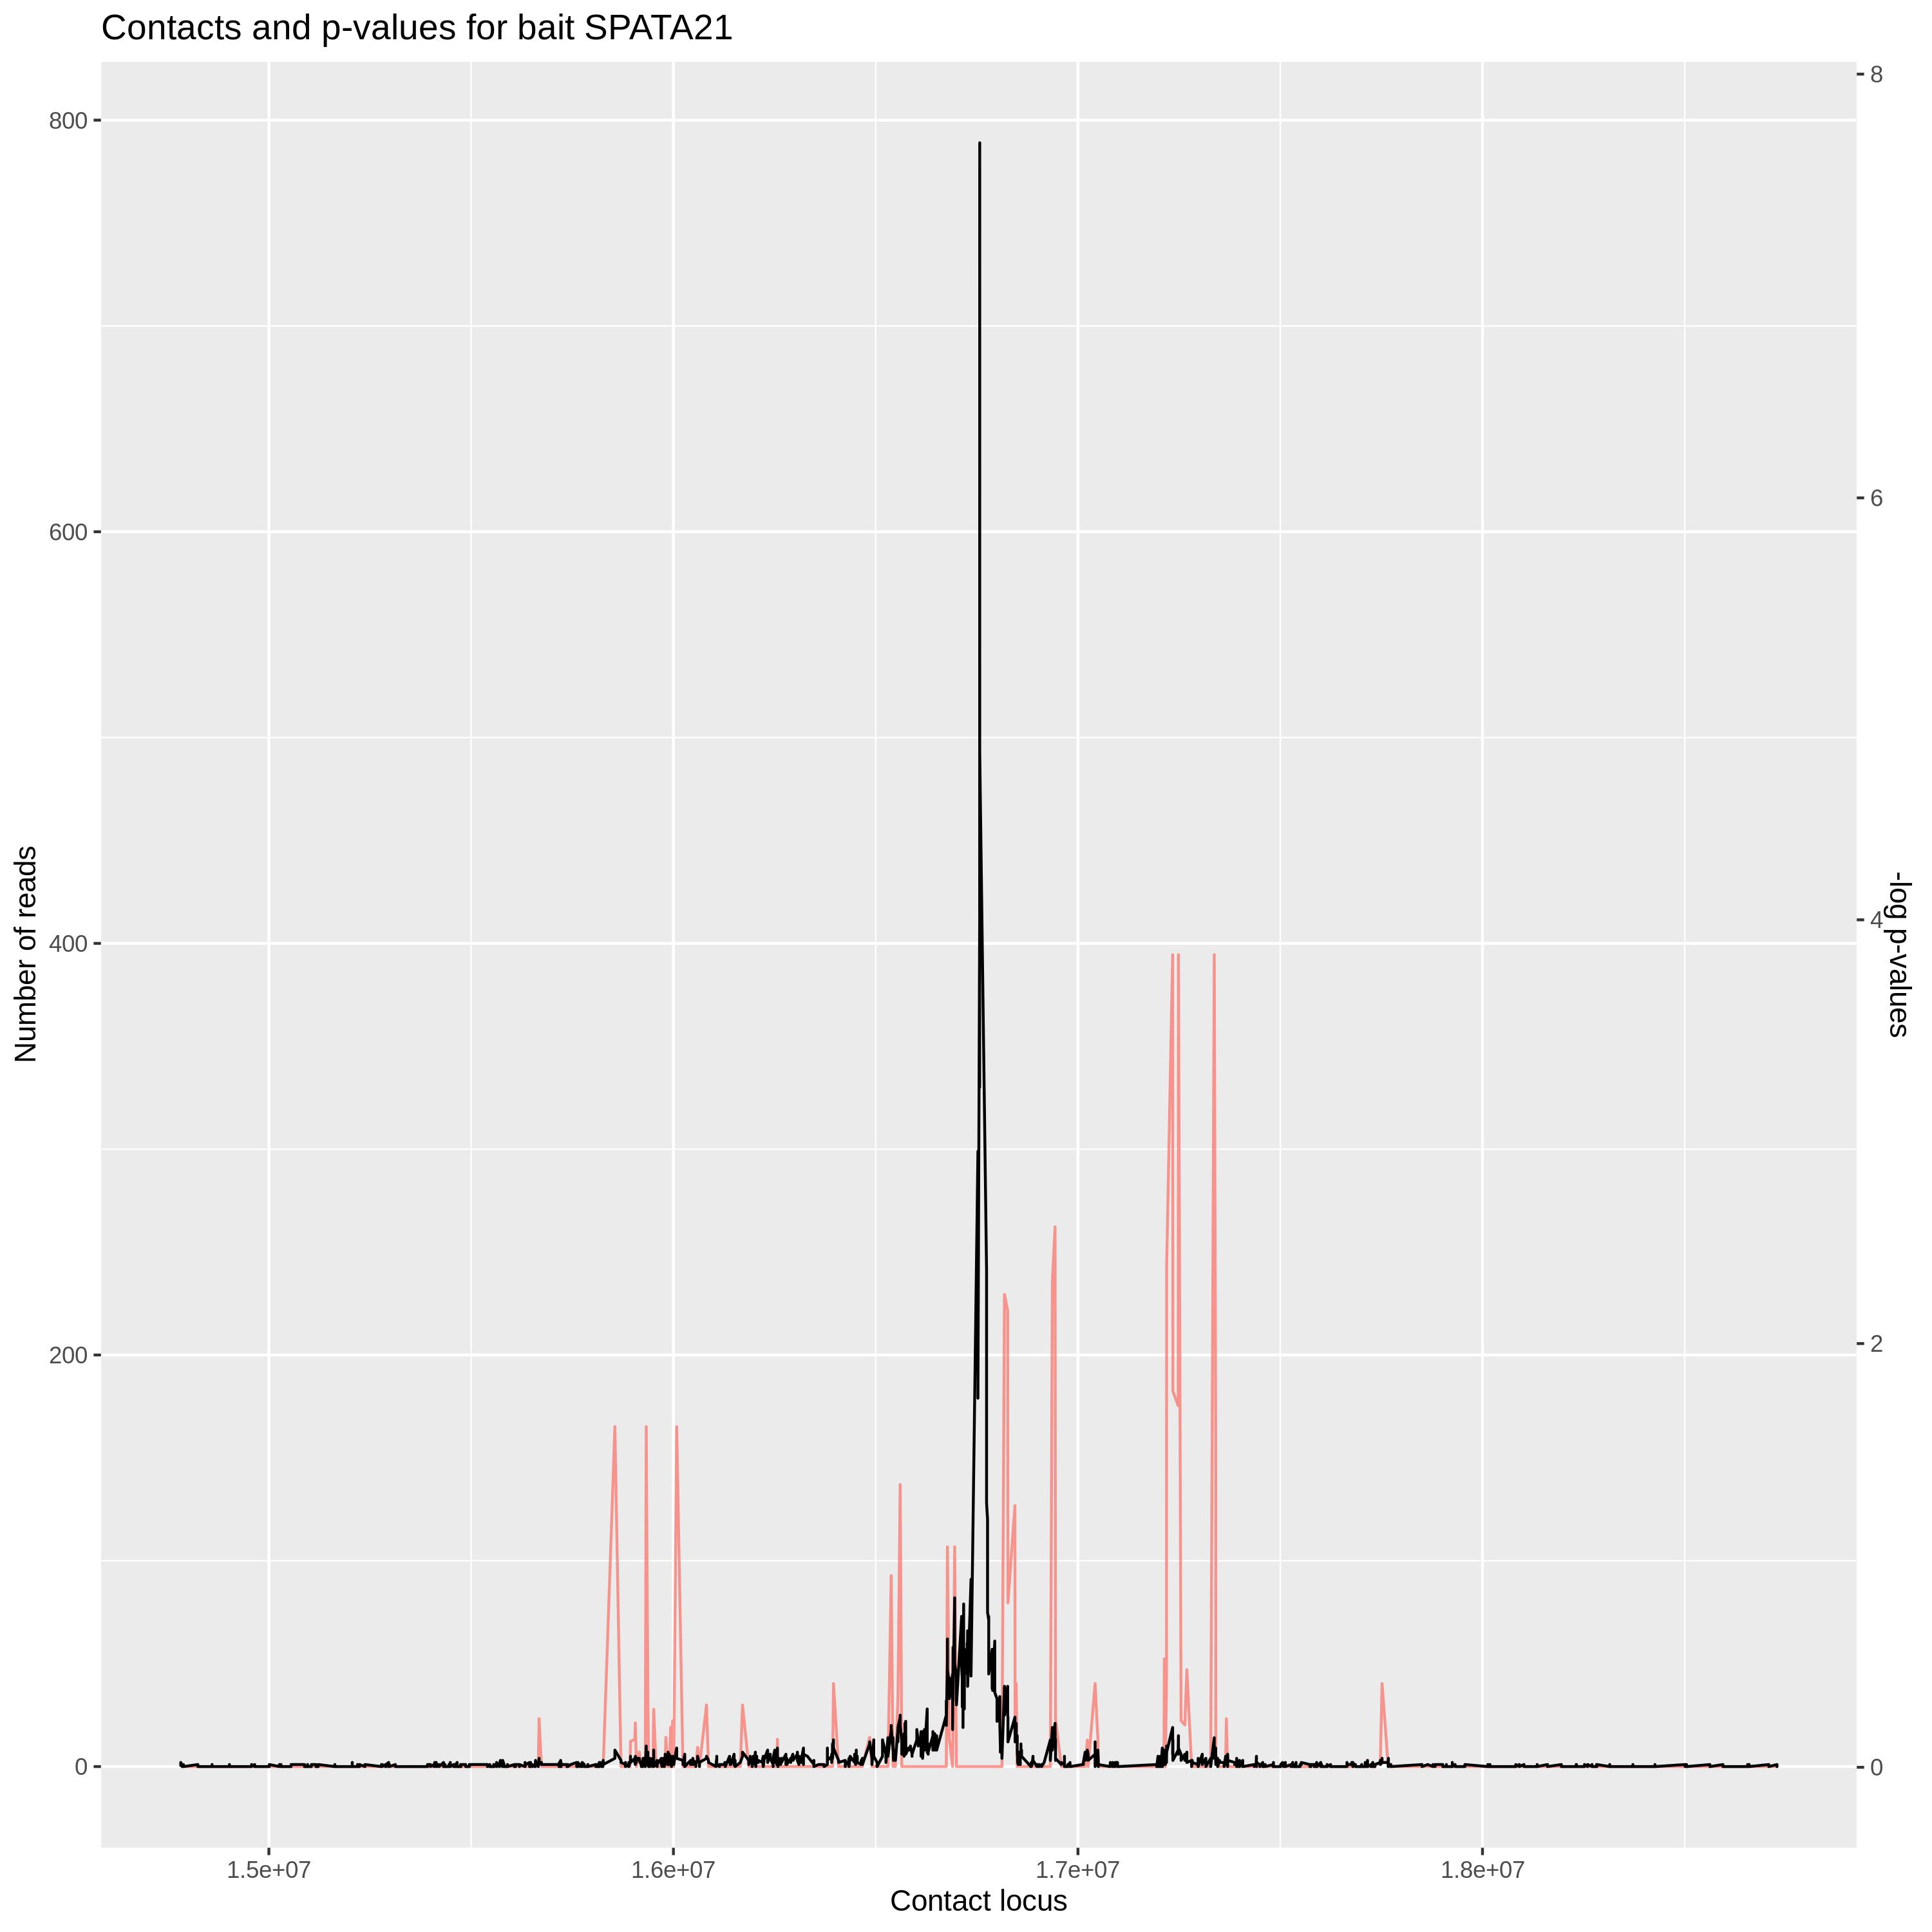 Contacts and p-values for bait SPATA21
800
600
400
200
0
Number of reads
8
6
4
2
0
-log p-values
1.5e+07
1.6e+07
1.7e+07
1.8e+07
Contact locus